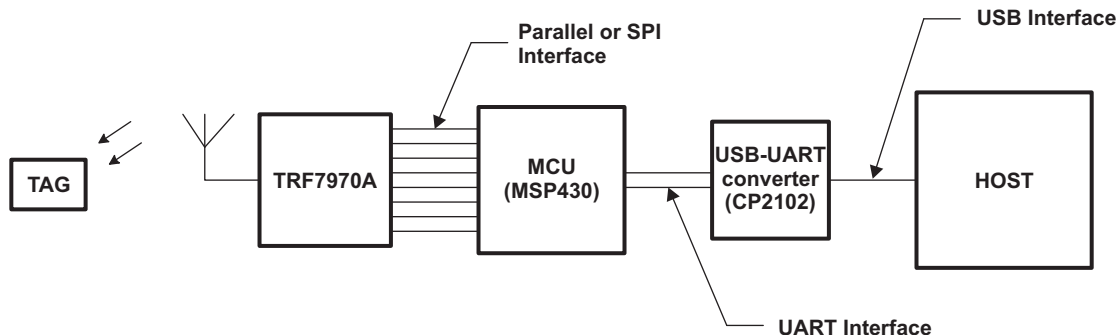 USB Interface
Parallel or SPI
Interface
TAG
TRF7970A
MCU
(MSP430)
USB-UART
converter
(CP2102)
HOST
UART Interface